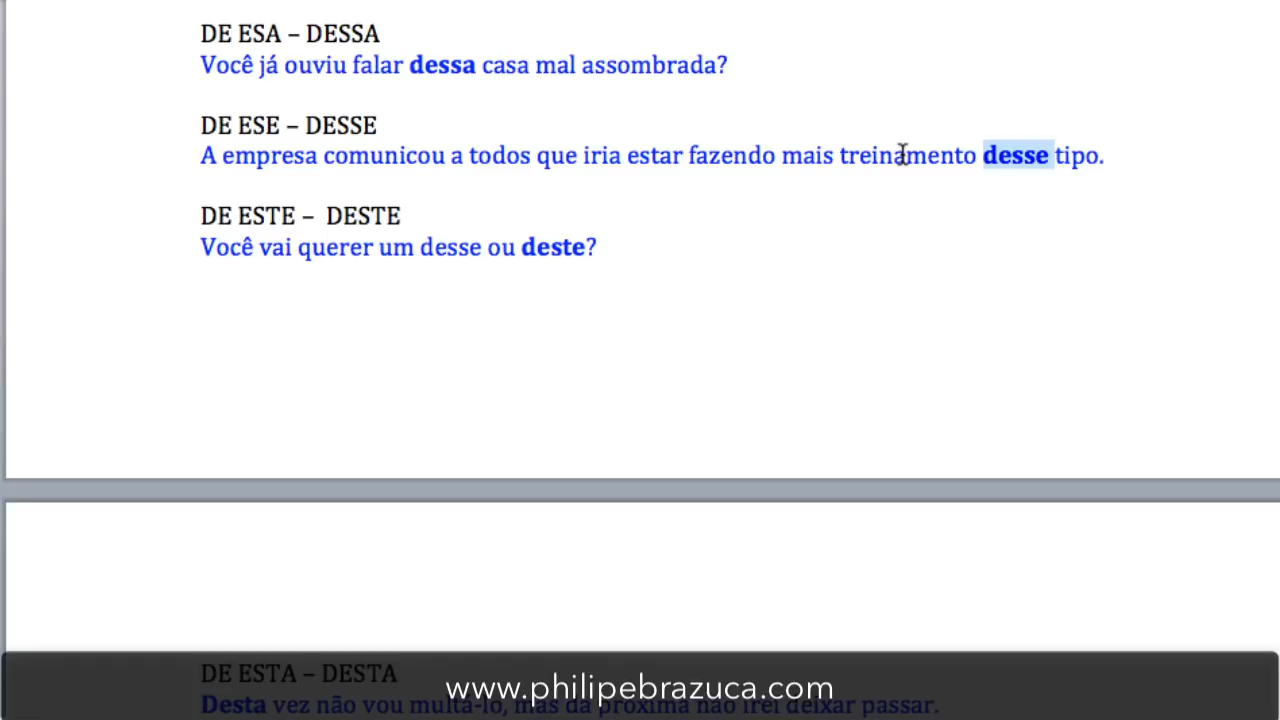 DE ESA – DESSA
Você já ouviu falar dessa casa mal assombrada?
DE ESE – DESSE
A empresa comunicou a todos que iria estar fazendo mais treinamento desse tipo.
DE ESTE – DESTE
Você vai querer um desse ou deste?
DE ESTA – DESTA
www.philipebrazuca.com
Desta vez não vou multá-lo, mas da próxima não irei deixar passar.